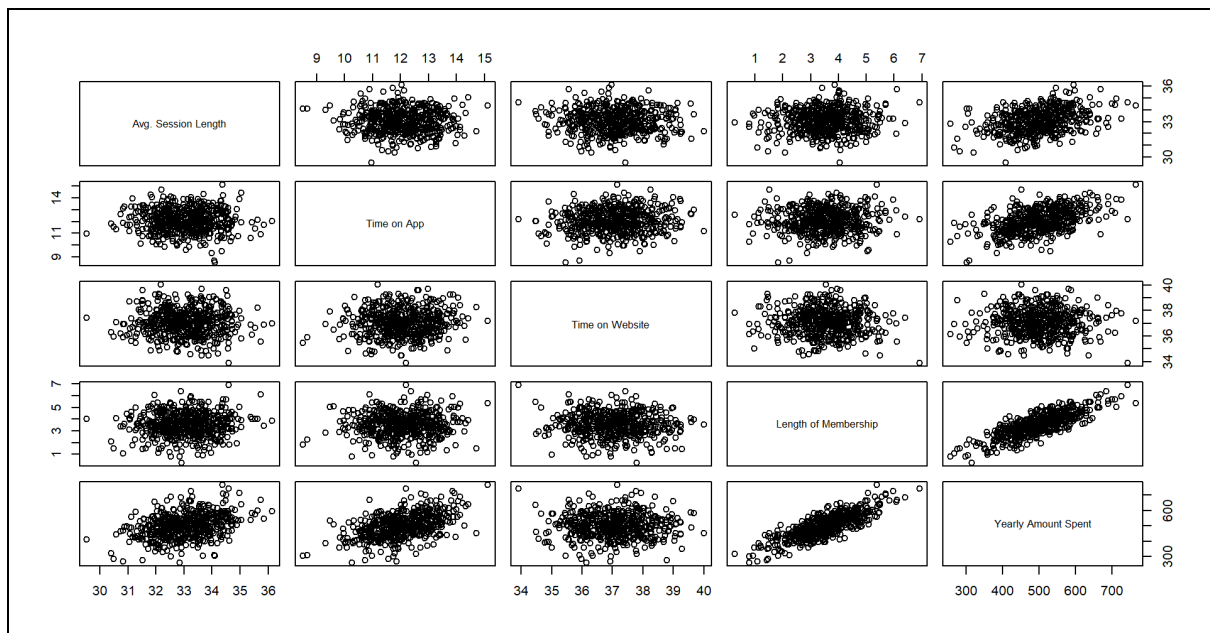 9 10 11 12 13 14 15 1 2 3 4 5 6 7
Avg. Session Length
30 33 36
9 11 14
Time on App
Time on Website
34 36 38 40
1 3 5 7
Length of Membership
Yearly Amount Spent
300 600
30 31 32 33 34 35 36 34 35 36 37 38 39 40 300 400 500 600 700